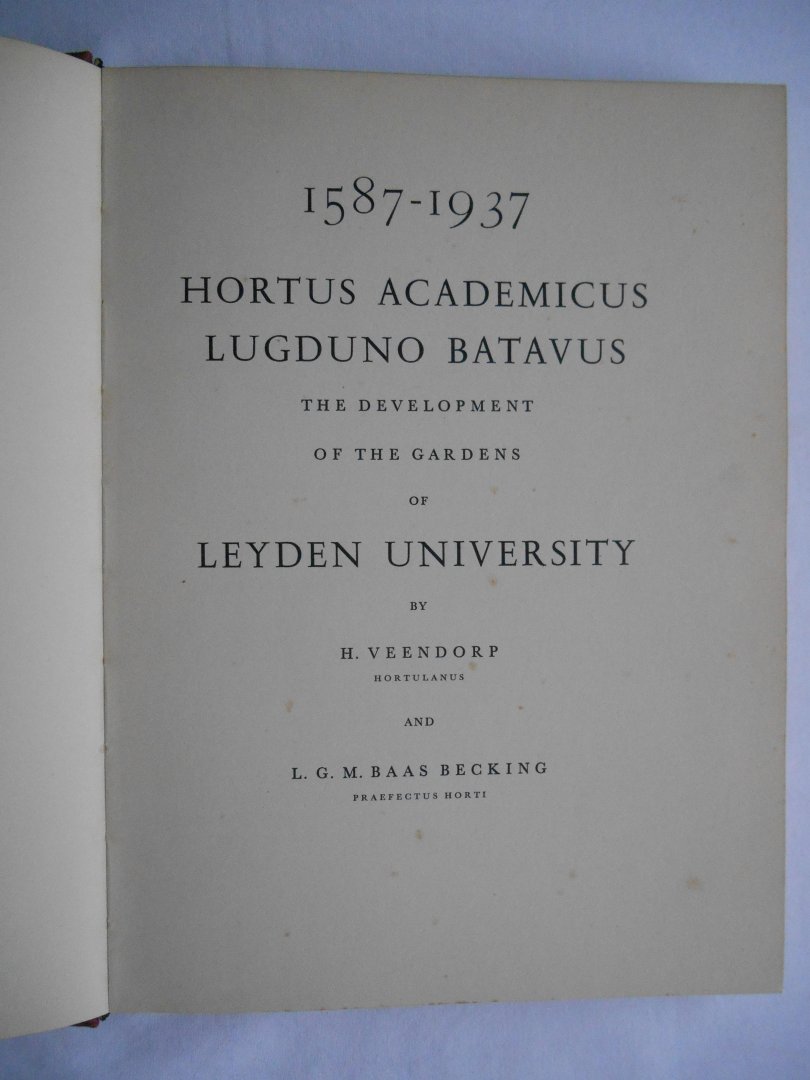 1587-1937
HORTUS ACADEMICUS
LUGDUNO BATAVUS
THE DEVELOPMENT
OF THE GARDENS
OF
LEYDEN UNIVERSITY
BY
H. VEENDORP
HORTULANUS
AND
L. G. M. BAAS BECKING
PRAEFECTUS HORTI